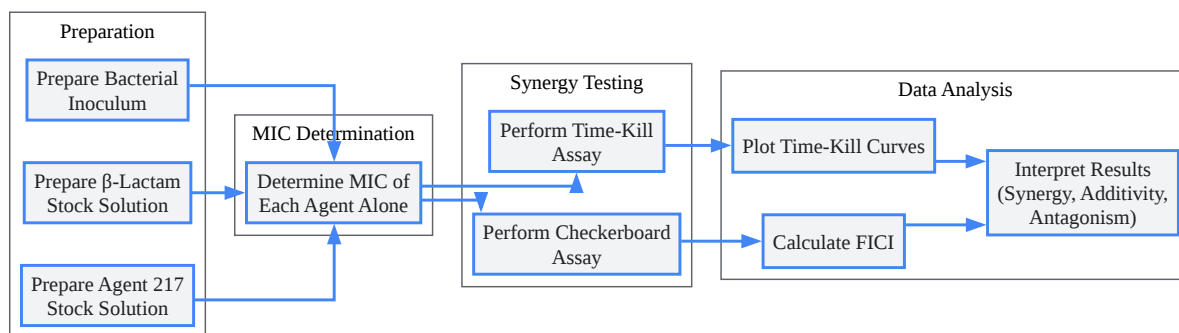 Preparation
Prepare Bacterial
Inoculum
Prepare β-Lactam
Stock Solution
Prepare Agent 217
Stock Solution
MIC Determination
Determine MIC of
Each Agent Alone
Synergy Testing
Perform Time-Kill
Assay
Perform Checkerboard
Assay
Data Analysis
Plot Time-Kill Curves
Calculate FICI
Interpret Results
(Synergy, Additivity,
Antagonism)